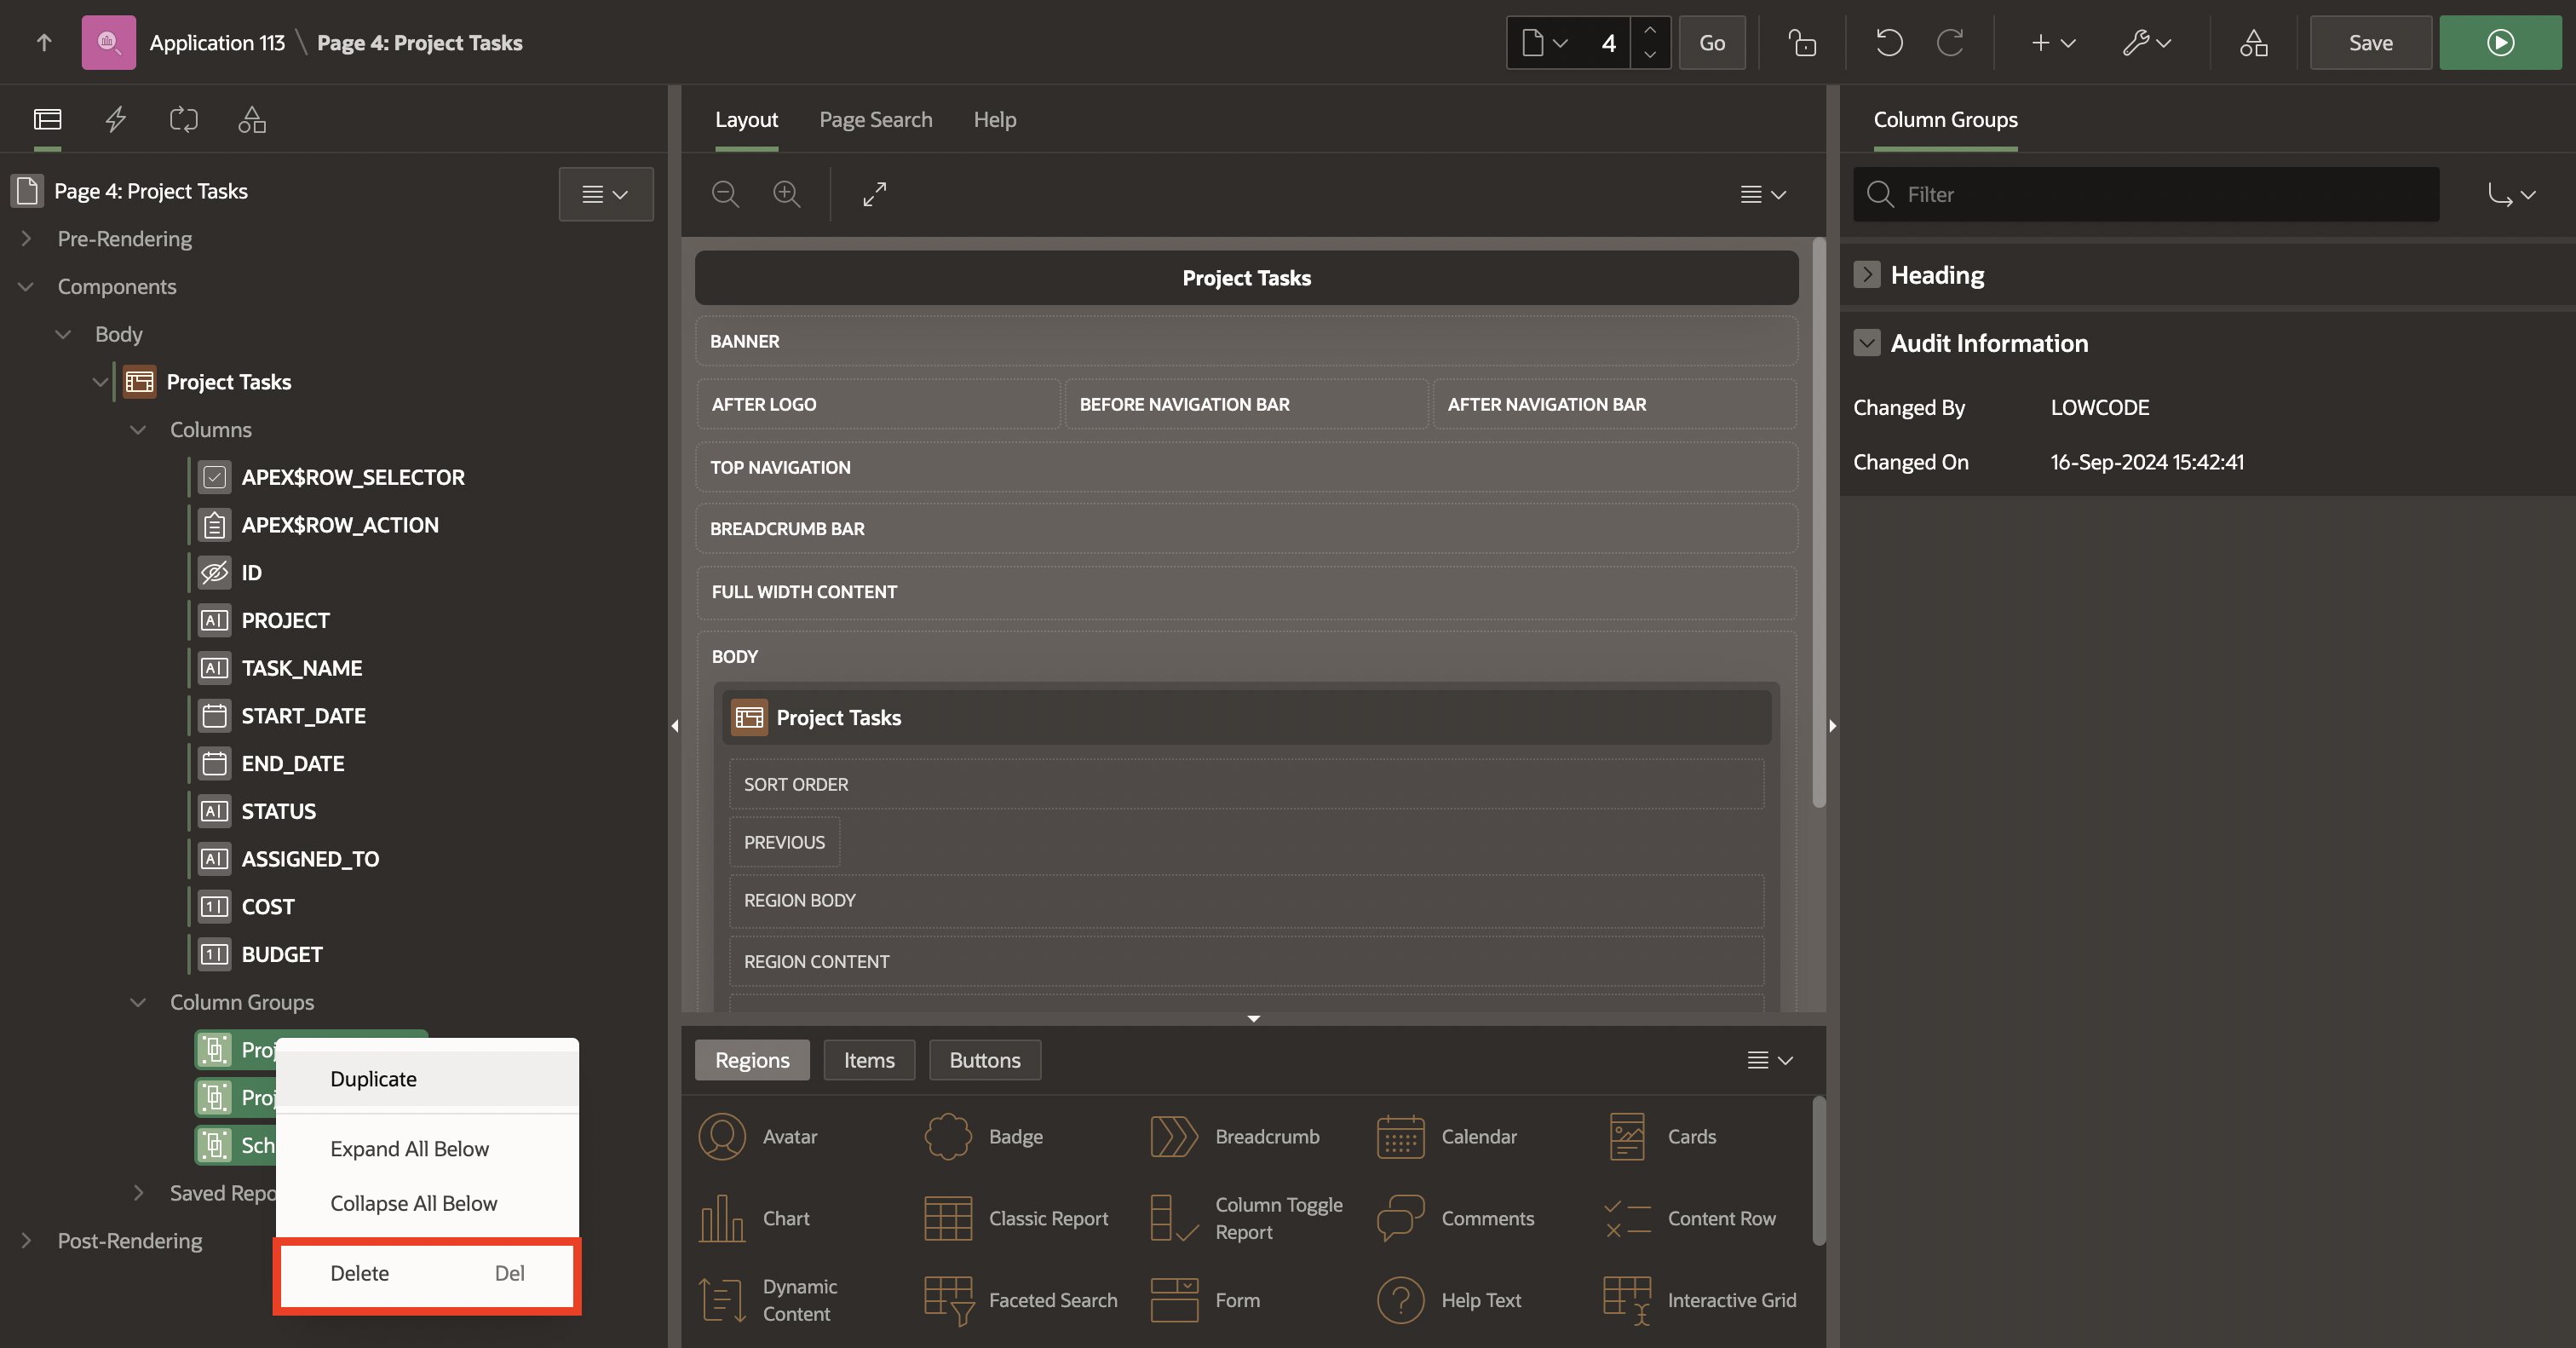 Application 113 \ Page 4: Project Tasks
4
Go
Save
Page 4: Project Tasks
Pre-Rendering
Components
Body
Project Tasks
Columns
APEX$ROW_SELECTOR
APEX$ROW_ACTION
ID
PROJECT
TASK_NAME
START_DATE
END_DATE
STATUS
ASSIGNED_TO
COST
BUDGET
Column Groups
Proj
Proj
Sch
Saved Repo
Post-Rendering
Duplicate
Expand All Below
Collapse All Below
Delete Del
Layout Page Search Help
Project Tasks
BANNER
AFTER LOGO BEFORE NAVIGATION BAR AFTER NAVIGATION BAR
TOP NAVIGATION
BREADCRUMB BAR
FULL WIDTH CONTENT
BODY
Project Tasks
SORT ORDER
PREVIOUS
REGION BODY
REGION CONTENT
Regions Items Buttons
Avatar Badge Breadcrumb Calendar Cards
Chart Classic Report Column Toggle Report Comments Content Row
Dynamic Content Faceted Search Form Help Text Interactive Grid
Column Groups
Filter
Heading
Audit Information
Changed By LOWCODE
Changed On 16-Sep-2024 15:42:41